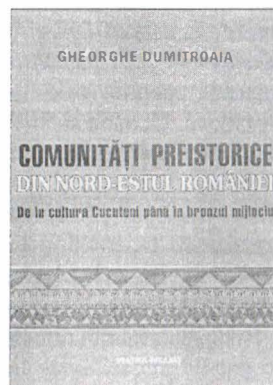 GHEORGHE DUMITROAIA
COMUNITĂȚI PREISTORICE
DIN NORD-ESTUL ROMÂNIEI
De la cultura Cucuteni până în bronzul mijlociu